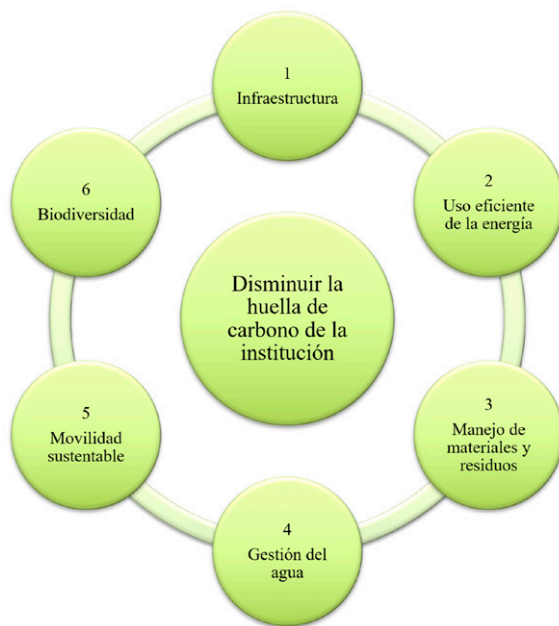 1
Infraestructura
2
Uso eficiente
de la energía
3
Manejo de
materiales y
residuos
4
Gestión del
agua
5
Movilidad
sustentable
6
Biodiversidad
Disminuir la
huella de
carbono de la
institución